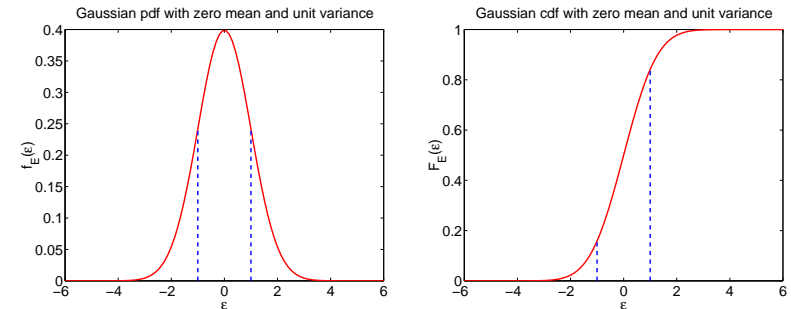 Gaussian pdf with zero mean and unit variance
0.4
0.35
0.3
0.25
0.2
0.15
0.1
0.05
0
f_E(ε)
−6 −4 −2 0 2 4 6
ε
Gaussian cdf with zero mean and unit variance
1
0.8
0.6
0.4
0.2
0
F_E(ε)
−6 −4 −2 0 2 4 6
ε